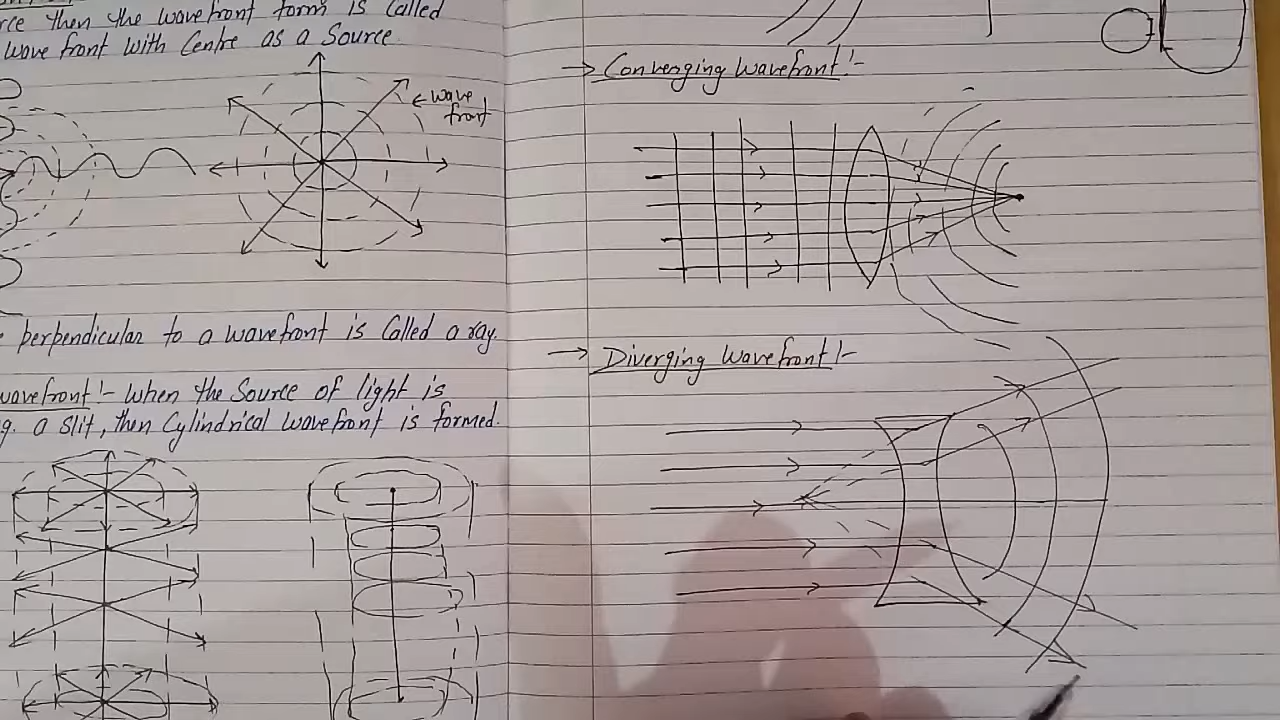 rce then the wavefront form is called
wave front with Centre as a Source.
← wave
front
perpendicular to a wavefront is called a ray.
wavefront :- when the source of light is
g. a slit, then Cylindrical wavefront is formed.
→ Converging wavefront :-
→ Diverging wavefront :-